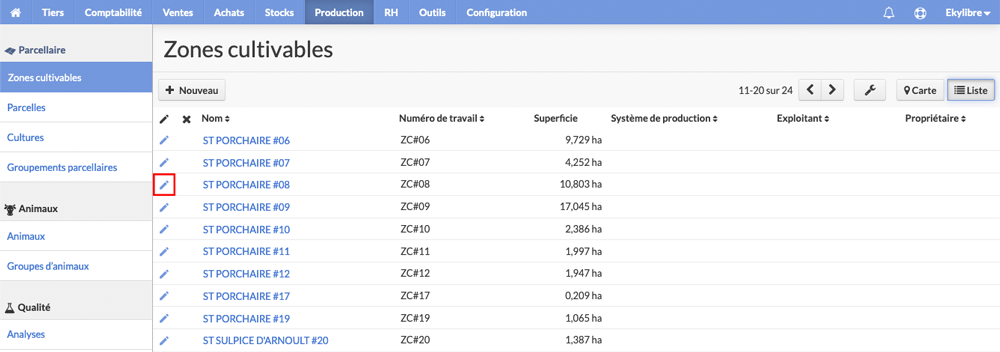 Tiers Comptabilité Ventes Achats Stocks Production RH Outils Configuration Ekylibre
Parcellaire
Zones cultivables
Parcelles
Cultures
Groupements parcellaires
Animaux
Animaux
Groupes d'animaux
Qualité
Analyses
Zones cultivables
Nouveau 11-20 sur 24 Carte Liste
Nom Numéro de travail Superficie Système de production Exploitant Propriétaire
ST PORCHAIRE #06 ZC#06 9,729 ha
ST PORCHAIRE #07 ZC#07 4,252 ha
ST PORCHAIRE #08 ZC#08 10,803 ha
ST PORCHAIRE #09 ZC#09 17,045 ha
ST PORCHAIRE #10 ZC#10 2,386 ha
ST PORCHAIRE #11 ZC#11 1,997 ha
ST PORCHAIRE #12 ZC#12 1,947 ha
ST PORCHAIRE #17 ZC#17 0,209 ha
ST PORCHAIRE #19 ZC#18 1,065 ha
ST SULPICE D'ARNOULT #20 ZC#20 1,387 ha